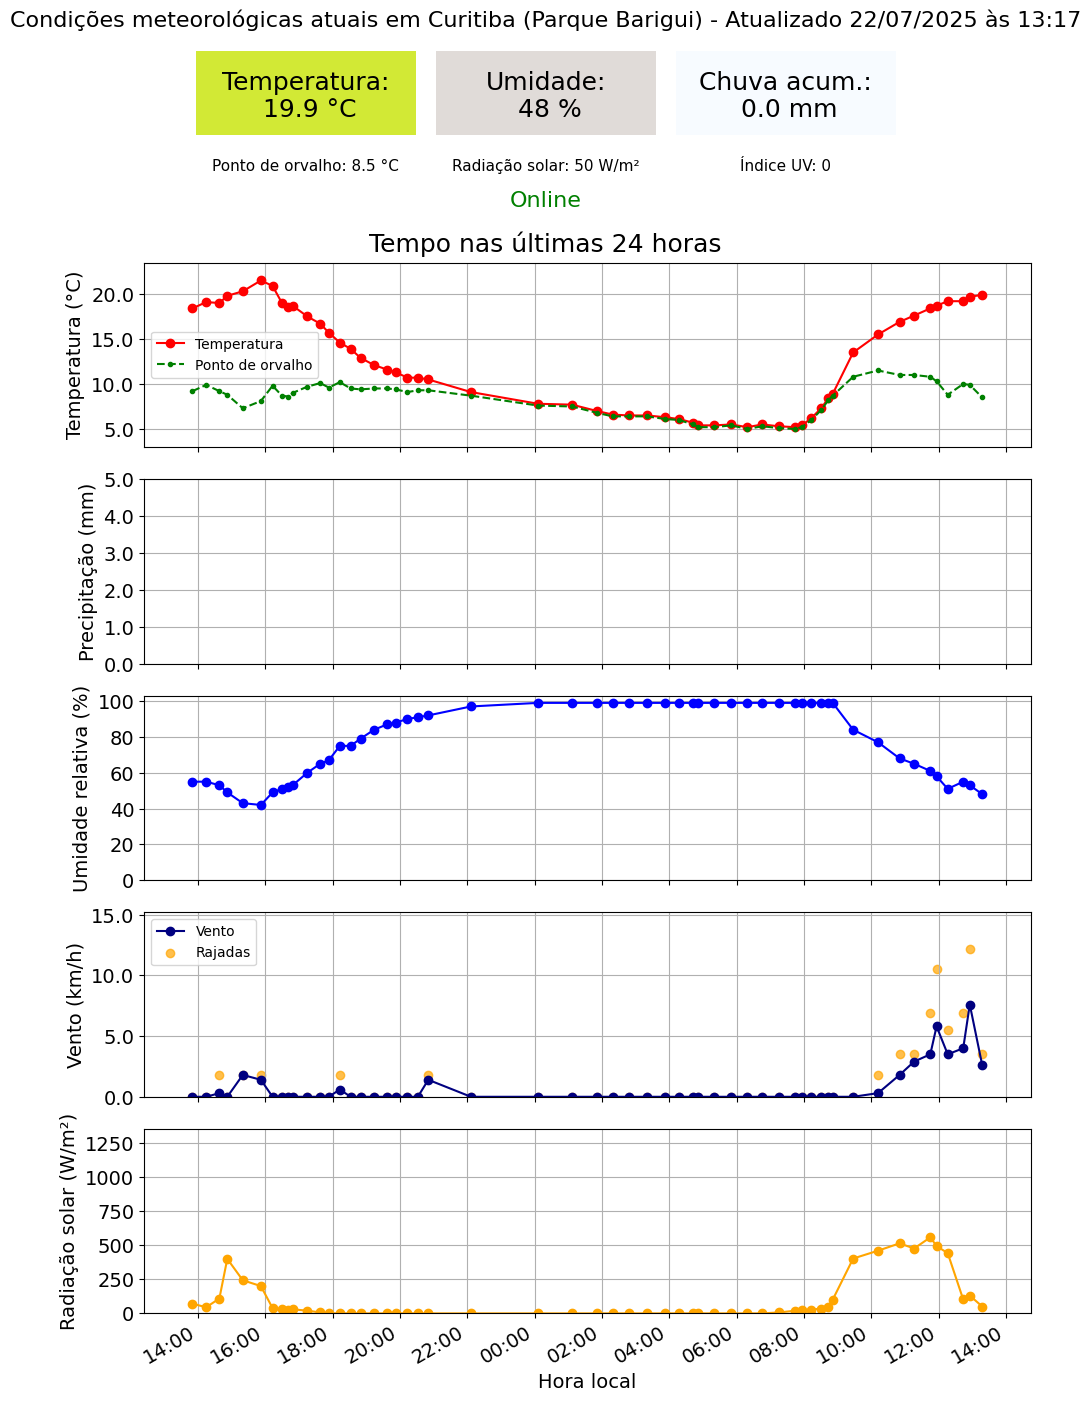 Condições meteorológicas atuais em Curitiba (Parque Barigui) - Atualizado 22/07/2025 às 13:17
Temperatura:
19.9 °C
Umidade:
48 %
Chuva acum.:
0.0 mm
Ponto de orvalho: 8.5 °C
Radiação solar: 50 W/m²
Índice UV: 0
Online
Tempo nas últimas 24 horas
Temperatura (°C)
20.0
15.0
10.0
5.0
Temperatura
Ponto de orvalho
Precipitação (mm)
5.0
4.0
3.0
2.0
1.0
0.0
Umidade relativa (%)
100
80
60
40
20
0
Vento (km/h)
15.0
10.0
5.0
0.0
Vento
Rajadas
Radiação solar (W/m²)
1250
1000
750
500
250
0
14:00
16:00
18:00
20:00
22:00
00:00
02:00
04:00
06:00
08:00
10:00
12:00
14:00
Hora local